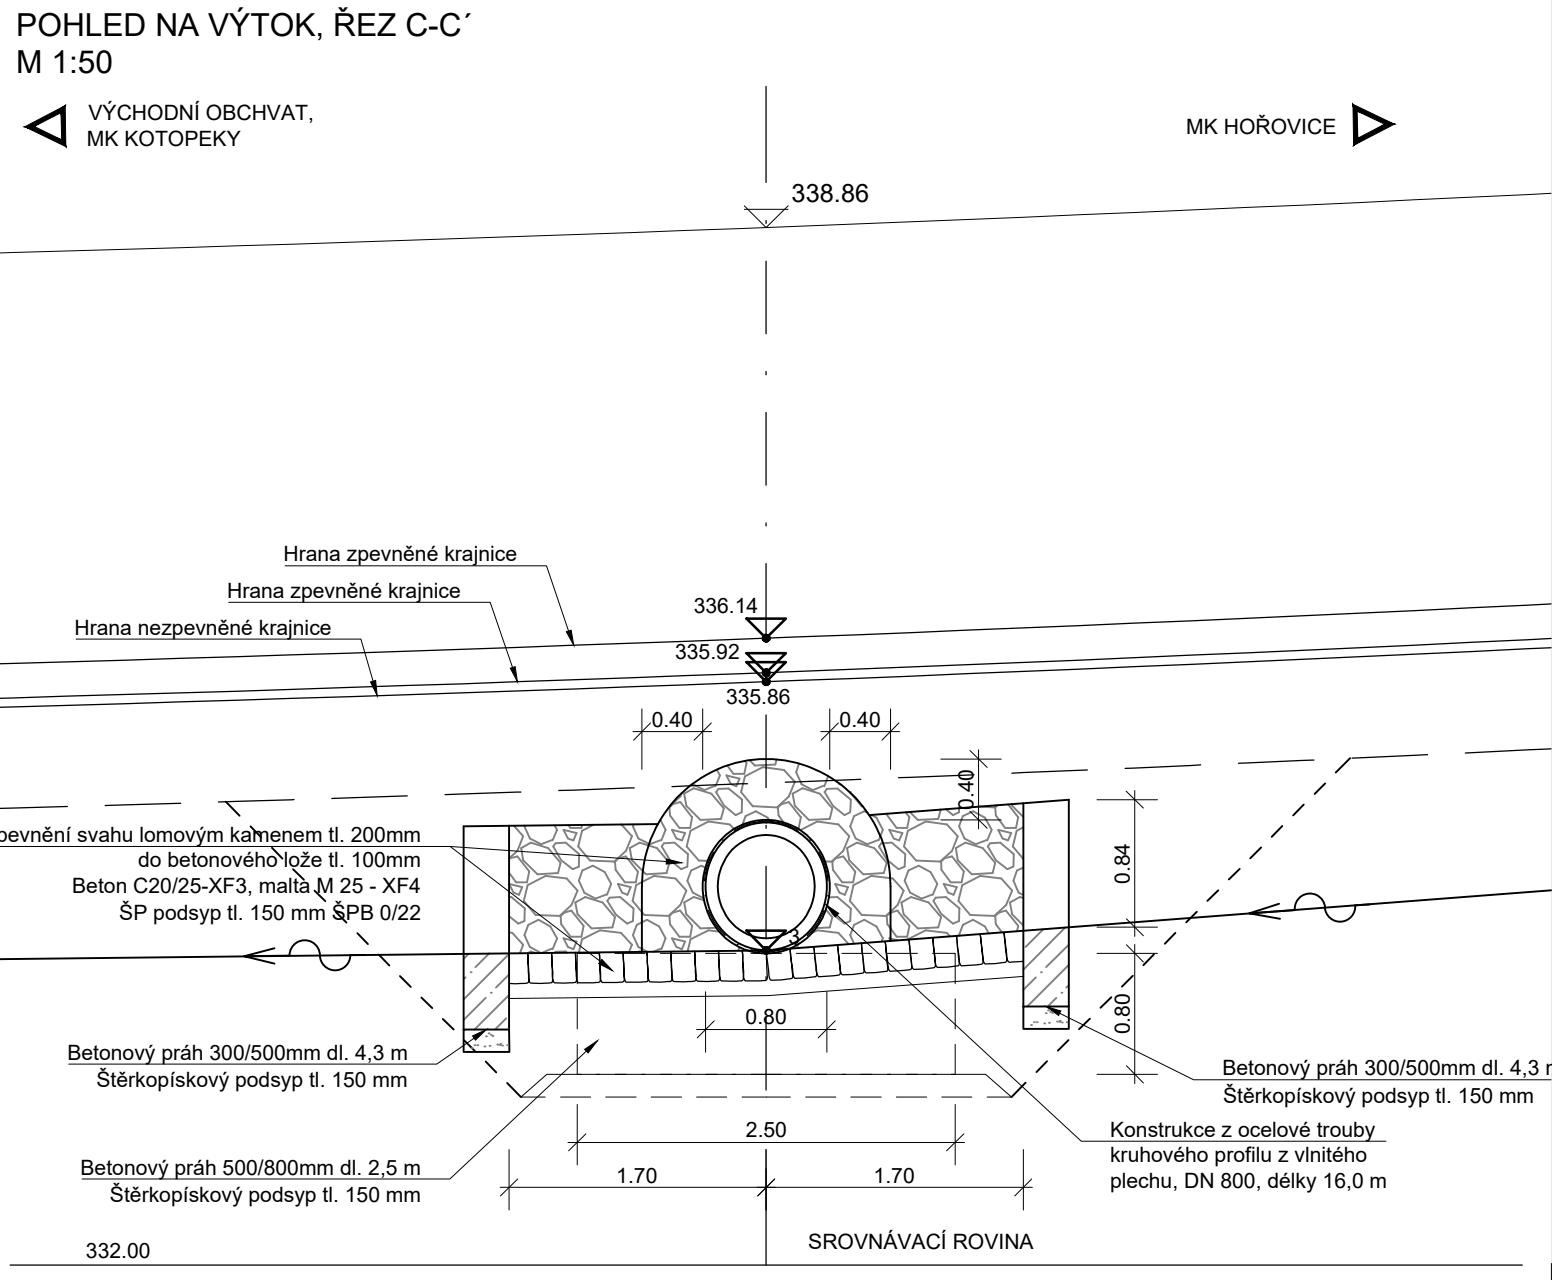 POHLED NA VÝTOK, ŘEZ C-C´
M 1:50
VÝCHODNÍ OBCHVAT,
MK KOTOPEKY
MK HOŘOVICE
338.86
Hrana zpevněné krajnice
Hrana zpevněné krajnice
Hrana nezpevněné krajnice
336.14
335.92
335.86
0.40
0.40
0.40
pevnění svahu lomovým kamenem tl. 200mm
do betonového lože tl. 100mm
Beton C20/25-XF3, malta M 25 - XF4
ŠP podsyp tl. 150 mm ŠPB 0/22
0.84
3
0.80
0.80
Betonový práh 300/500mm dl. 4,3 m
Štěrkopískový podsyp tl. 150 mm
Betonový práh 300/500mm dl. 4,3
Štěrkopískový podsyp tl. 150 mm
2.50
Konstrukce z ocelové trouby
kruhového profilu z vlnitého
plechu, DN 800, délky 16,0 m
Betonový práh 500/800mm dl. 2,5 m
Štěrkopískový podsyp tl. 150 mm
1.70
1.70
SROVNÁVACÍ ROVINA
332.00